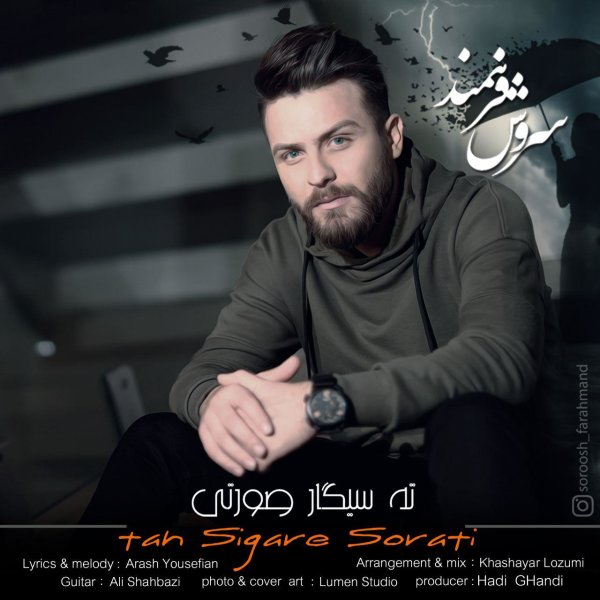 سروش فرهمند
soroosh_farahmand
ته سیگار صورتی
tah Sigare Sorati
Lyrics & melody : Arash Yousefian
Arrangement & mix : Khashayar Lozumi
Guitar : Ali Shahbazi
photo & cover art : Lumen Studio
producer : Hadi GHandi